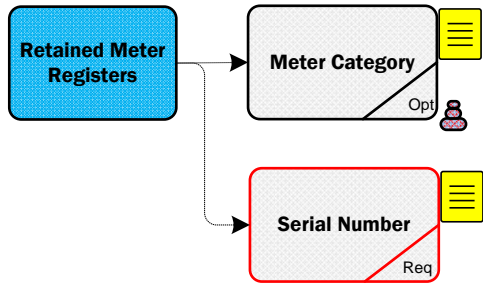 Retained Meter
Registers
Meter Category
Opt
Serial Number
Req